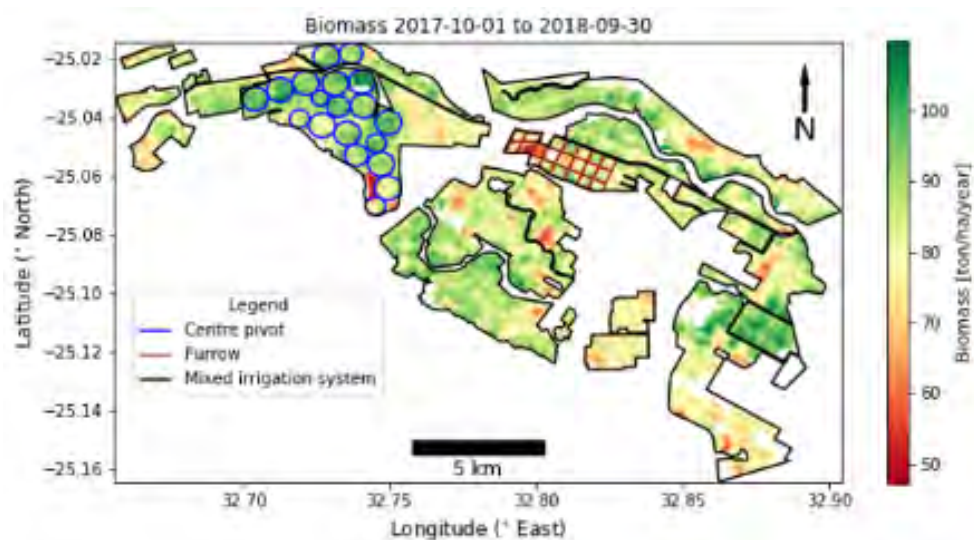 Biomass 2017-10-01 to 2018-09-30
−25.02
−25.04
−25.06
−25.08
−25.10
−25.12
−25.14
−25.16
Latitude (° North)
N
Legend
Centre pivot
Furrow
Mixed irrigation system
5 km
32.70
32.75
32.80
32.85
32.90
Longitude (° East)
100
90
80
70
60
50
Biomass [ton/ha/year]